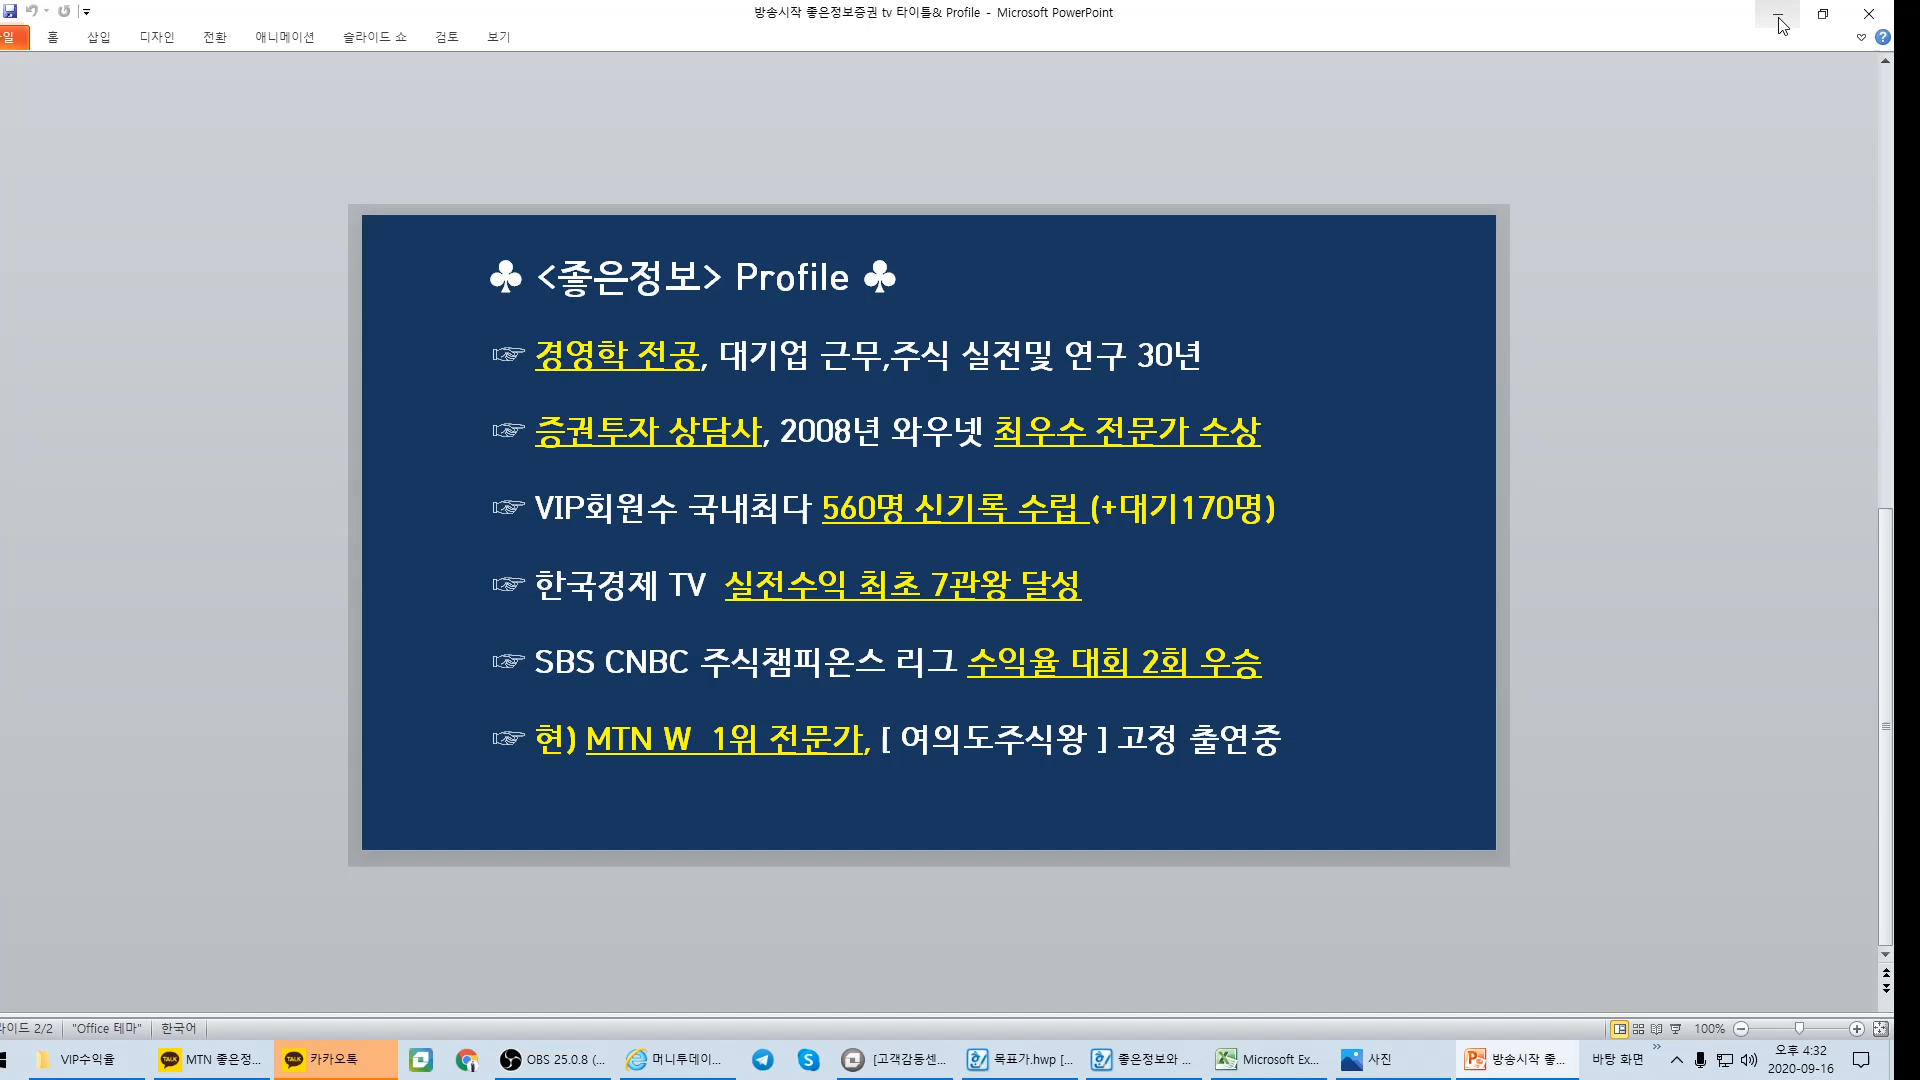 방송시작 좋은정보증권 tv 타이틀& Profile - Microsoft PowerPoint
일 홈 삽입 디자인 전환 애니메이션 슬라이드 쇼 검토 보기
♣ <좋은정보> Profile ♣
☞ 경영학 전공, 대기업 근무,주식 실전및 연구 30년
☞ 증권투자 상담사, 2008년 와우넷 최우수 전문가 수상
☞ VIP회원수 국내최다 560명 신기록 수립 (+대기170명)
☞ 한국경제 TV 실전수익 최초 7관왕 달성
☞ SBS CNBC 주식챔피온스 리그 수익율 대회 2회 우승
☞ 현) MTN W 1위 전문가, [ 여의도주식왕 ] 고정 출연중
라이드 2/2 "Office 테마" 한국어 100%
VIP수익율 MTN 좋은정... 카카오톡 OBS 25.0.8 (... 머니투데이... [고객감동센... 목표가.hwp [... 좋은정보와 ... Microsoft Ex... 사진 방송시작 좋... 바탕 화면 오후 4:32
2020-09-16